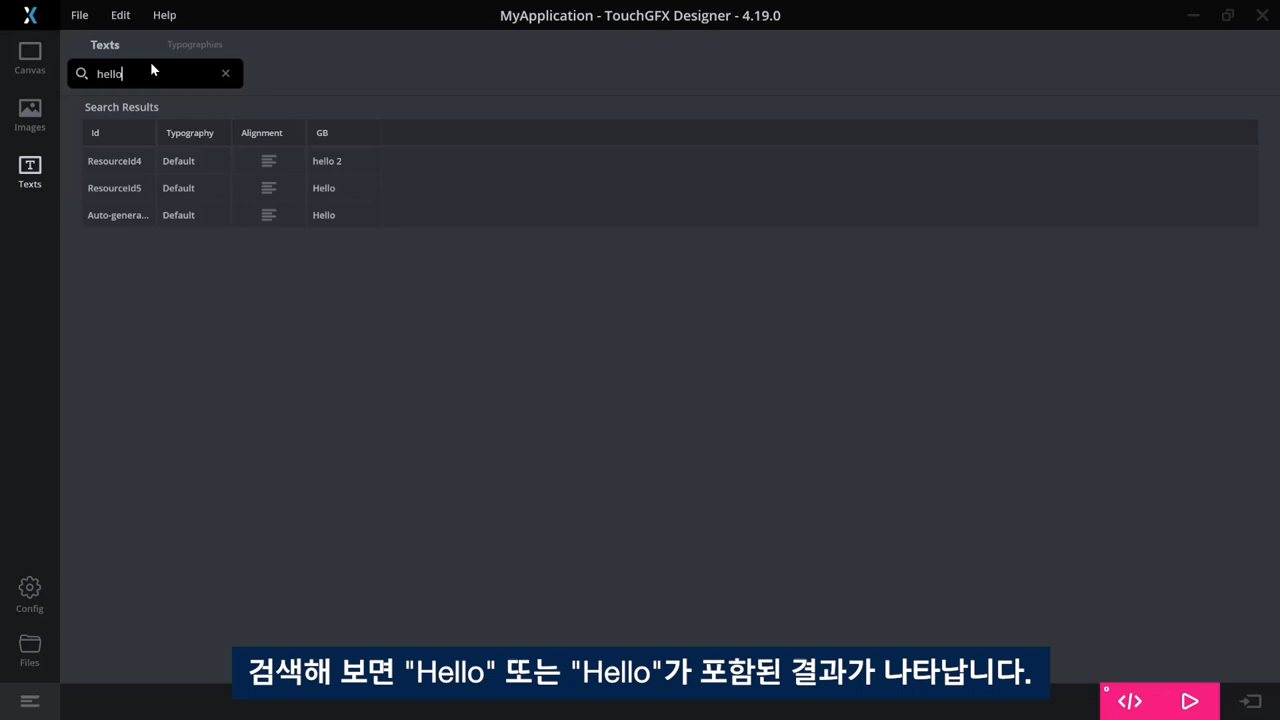 File Edit Help
MyApplication - TouchGFX Designer - 4.19.0
Canvas
Images
Texts
Texts Typographies
hello
Search Results
Id Typography Alignment GB
ResourceId4 Default hello 2
ResourceId5 Default Hello
Auto-genera... Default Hello
Config
Files
검색해 보면 "Hello" 또는 "Hello"가 포함된 결과가 나타납니다.